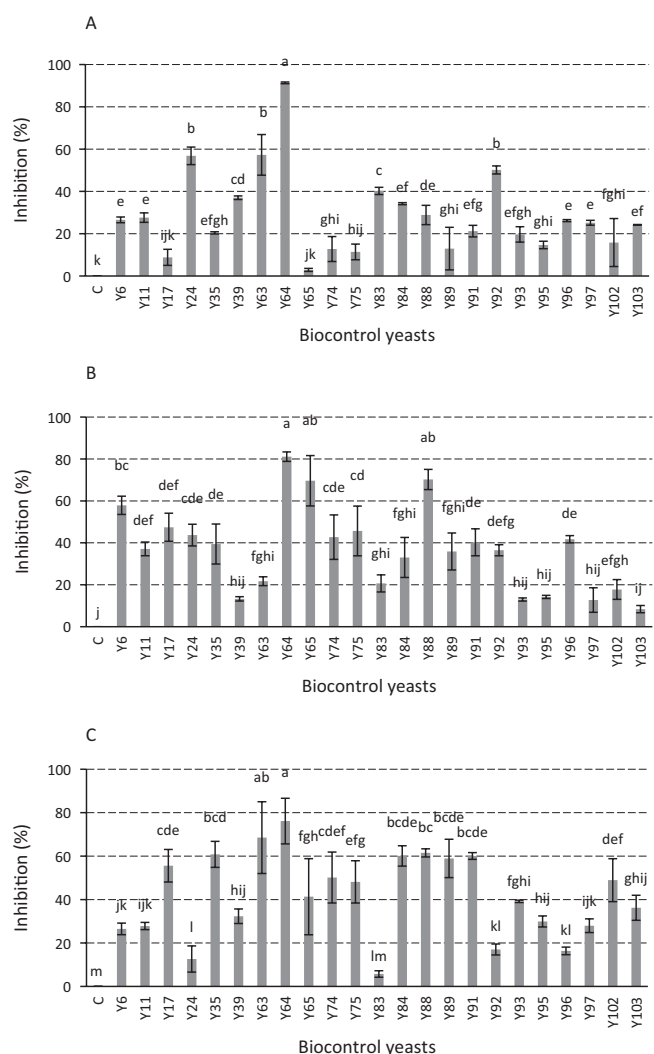 A
100
80
60
40
20
0
Inhibition (%)
k
e
e
ijk
b
efgh
cd
b
a
jk
ghi
hij
c
ef
de
ghi
efg
b
efgh
ghi
e
e
fghi
ef
C
Y6
Y11
Y17
Y24
Y35
Y39
Y63
Y64
Y65
Y74
Y75
Y83
Y84
Y88
Y89
Y91
Y92
Y93
Y95
Y96
Y97
Y102
Y103
Biocontrol yeasts
B
100
80
60
40
20
0
Inhibition (%)
j
bc
def
def
cde
de
hij
fghi
a
ab
cde
cd
ghi
fghi
ab
fghi
de
defg
hij
hij
de
hij
efgh
ij
C
Y6
Y11
Y17
Y24
Y35
Y39
Y63
Y64
Y65
Y74
Y75
Y83
Y84
Y88
Y89
Y91
Y92
Y93
Y95
Y96
Y97
Y102
Y103
Biocontrol yeasts
C
100
80
60
40
20
0
Inhibition (%)
m
jk
ijk
cde
l
bcd
hij
ab
a
fgh
cdef
efg
lm
bcde
bc
bcde
bcde
kl
fghi
hij
kl
ijk
def
ghij
C
Y6
Y11
Y17
Y24
Y35
Y39
Y63
Y64
Y65
Y74
Y75
Y83
Y84
Y88
Y89
Y91
Y92
Y93
Y95
Y96
Y97
Y102
Y103
Biocontrol yeasts